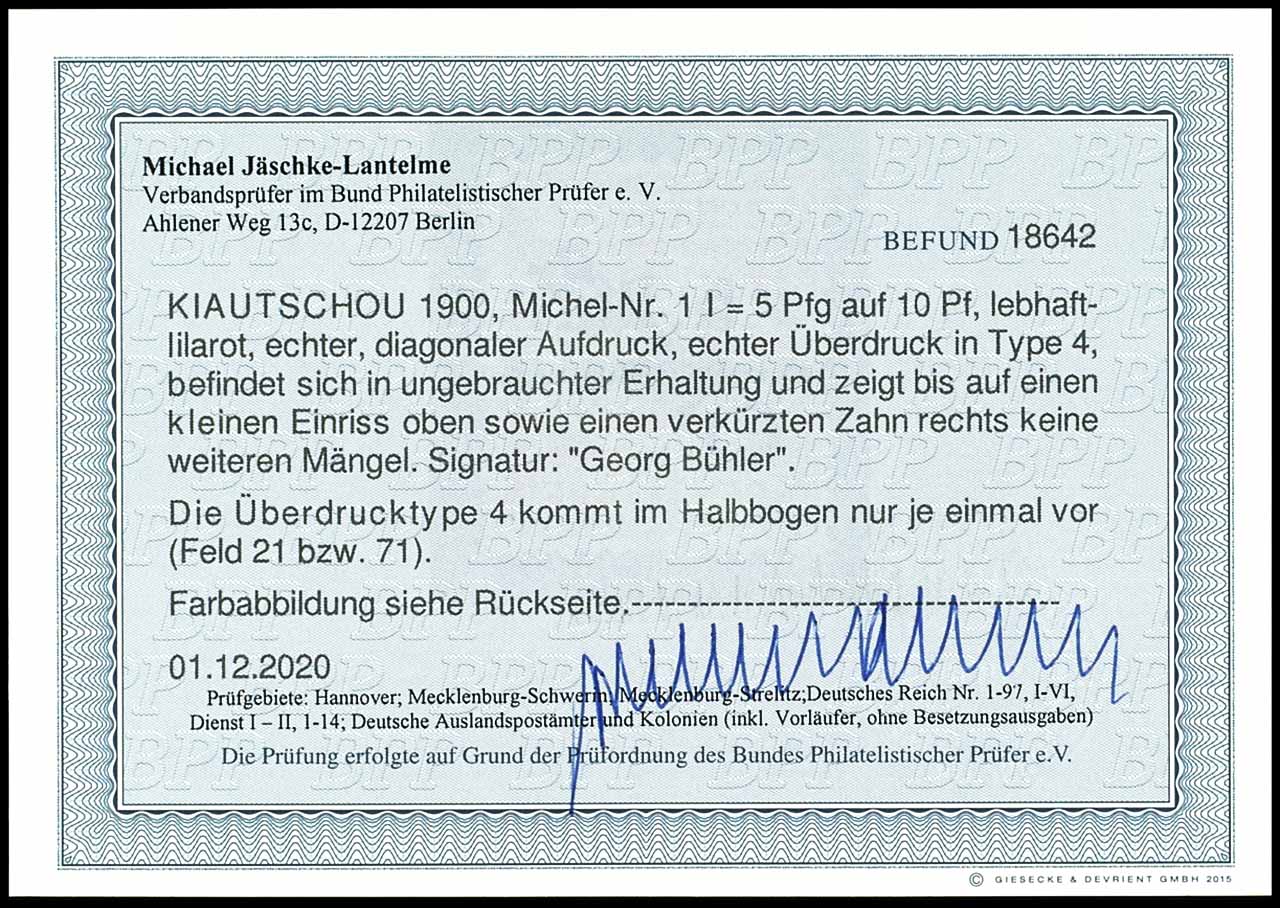 Michael Jäschke-Lantelme
Verbandsprüfer im Bund Philatelistischer Prüfer e. V.
Ahlener Weg 13c, D-12207 Berlin
BEFUND 18642
KIAUTSCHOU 1900, Michel-Nr. 1 I = 5 Pfg auf 10 Pf, lebhaft-
lilarot, echter, diagonaler Aufdruck, echter Überdruck in Type 4,
befindet sich in ungebrauchter Erhaltung und zeigt bis auf einen
kleinen Einriss oben sowie einen verkürzten Zahn rechts keine
weiteren Mängel. Signatur: "Georg Bühler".
Die Überdrucktype 4 kommt im Halbbogen nur je einmal vor
(Feld 21 bzw. 71).
Farbabbildung siehe Rückseite.--------------------------------------
01.12.2020
Prüfgebiete: Hannover; Mecklenburg-Schwerin, Mecklenburg-Strelitz;Deutsches Reich Nr. 1-97, I-VI,
Dienst I – II, 1-14; Deutsche Auslandspostämter und Kolonien (inkl. Vorläufer, ohne Besetzungsausgaben)
Die Prüfung erfolgte auf Grund der Prüfordnung des Bundes Philatelistischer Prüfer e.V.
© GIESECKE & DEVRIENT GMBH 2015